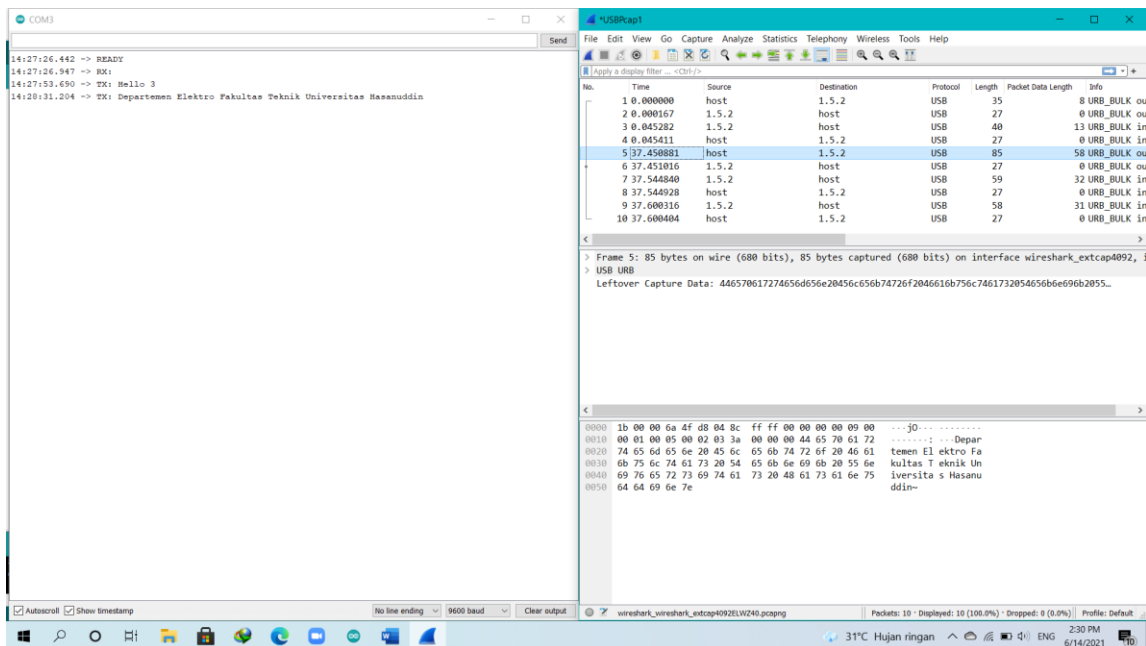 COM3
Send
14:27:26.442 -> READY
14:27:26.947 -> RX:
14:27:53.690 -> TX: Hello 3
14:28:31.204 -> TX: Departemen Elektro Fakultas Teknik Universitas Hasanuddin
Autoscroll Show timestamp
No line ending 9600 baud Clear output
*USBPcap1
File Edit View Go Capture Analyze Statistics Telephony Wireless Tools Help
Apply a display filter ... <Ctrl-/>
No. Time Source Destination Protocol Length Packet Data Length Info
1 0.000000 host 1.5.2 USB 35 8 URB_BULK ou
2 0.000167 1.5.2 host USB 27 0 URB_BULK ou
3 0.045282 1.5.2 host USB 40 13 URB_BULK in
4 0.045411 host 1.5.2 USB 27 0 URB_BULK in
5 37.450881 host 1.5.2 USB 85 58 URB_BULK ou
6 37.451016 1.5.2 host USB 27 0 URB_BULK ou
7 37.544840 1.5.2 host USB 59 32 URB_BULK in
8 37.544928 host 1.5.2 USB 27 0 URB_BULK in
9 37.600316 1.5.2 host USB 58 31 URB_BULK in
10 37.600404 host 1.5.2 USB 27 0 URB_BULK in
> Frame 5: 85 bytes on wire (680 bits), 85 bytes captured (680 bits) on interface wireshark_extcap4092, i
> USB URB
Leftover Capture Data: 446570617274656d656e20456c656b74726f2046616b756c7461732054656b6e696b2055…
0000 1b 00 00 6a 4f d8 04 8c ff ff 00 00 00 00 09 00 ···jO··· ········
0010 00 01 00 05 00 02 03 3a 00 00 00 44 65 70 61 72 ·······: ···Depar
0020 74 65 6d 65 6e 20 45 6c 65 6b 74 72 6f 20 46 61 temen El ektro Fa
0030 6b 75 6c 74 61 73 20 54 65 6b 6e 69 6b 20 55 6e kultas T eknik Un
0040 69 76 65 72 73 69 74 61 73 20 48 61 73 61 6e 75 iversita s Hasanu
0050 64 64 69 6e 7e ddin~
wireshark_wireshark_extcap4092ELWZ40.pcapng
Packets: 10 · Displayed: 10 (100.0%) · Dropped: 0 (0.0%) Profile: Default
31°C Hujan ringan ENG 2:30 PM
6/14/2021